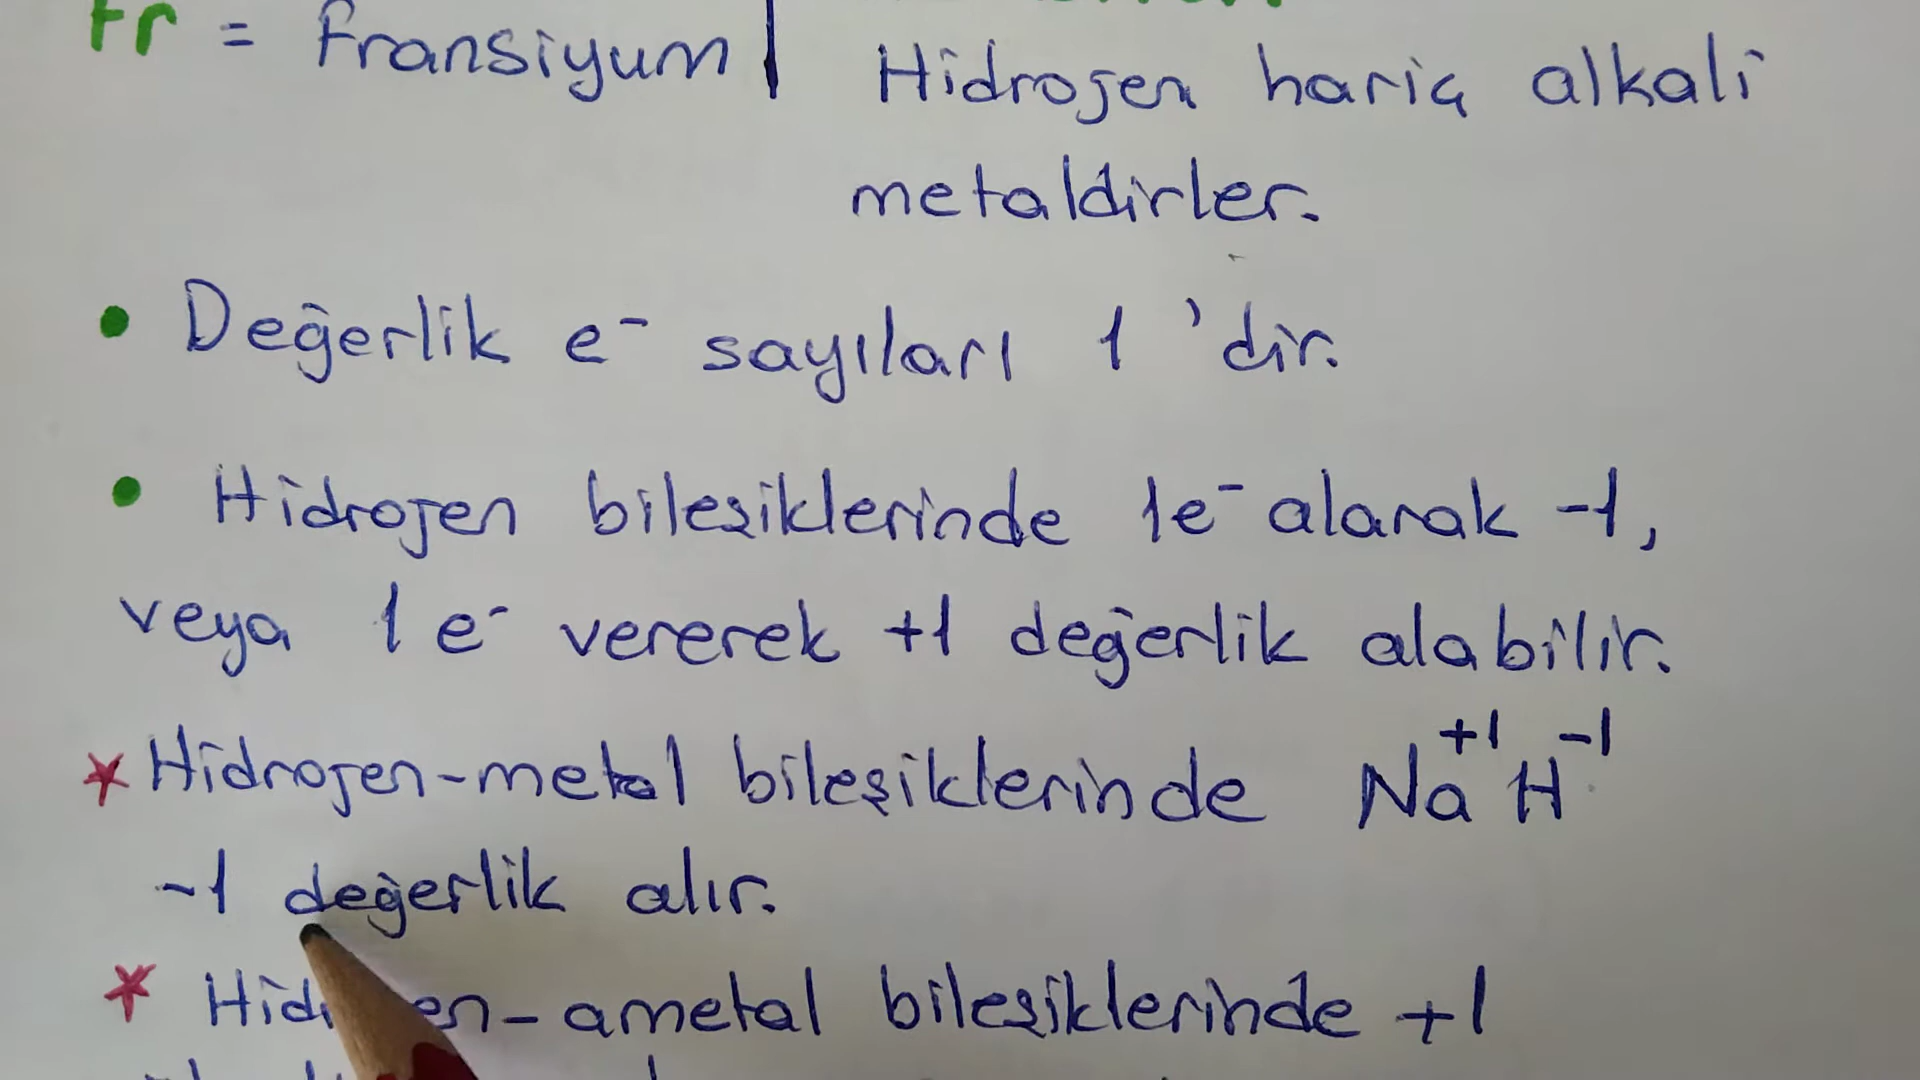 Fr = Fransiyum
Hidrojen hariç alkali
metaldirler.
• Değerlik e⁻ sayıları 1 'dir.
• Hidrojen bileşiklerinde 1e⁻ alarak -1,
veya 1 e⁻ vererek +1 değerlik alabilir.
* Hidrojen-metal bileşiklerinde Na⁺¹H⁻¹
-1 değerlik alır.
* -ametal bileşiklerinde +1